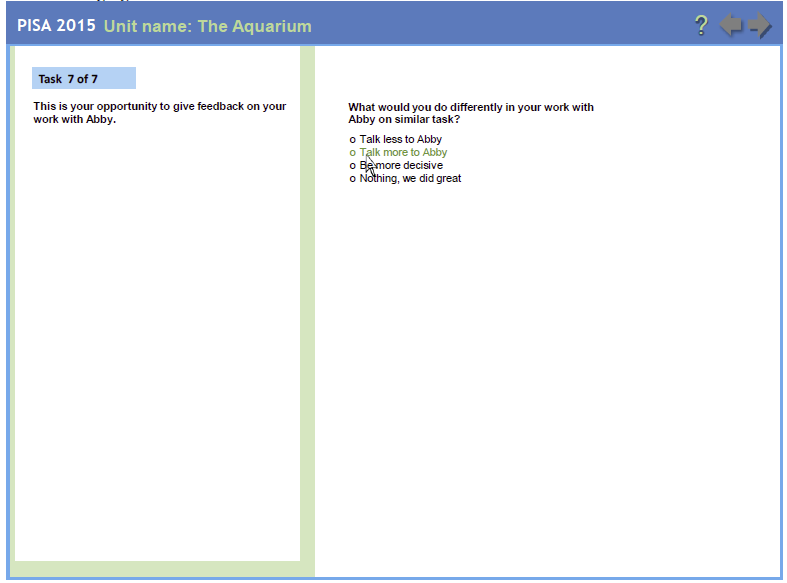 PISA 2015 Unit name: The Aquarium
?
Task 7 of 7
This is your opportunity to give feedback on your
work with Abby.
What would you do differently in your work with
Abby on similar task?
o Talk less to Abby
o Talk more to Abby
o Be more decisive
o Nothing, we did great